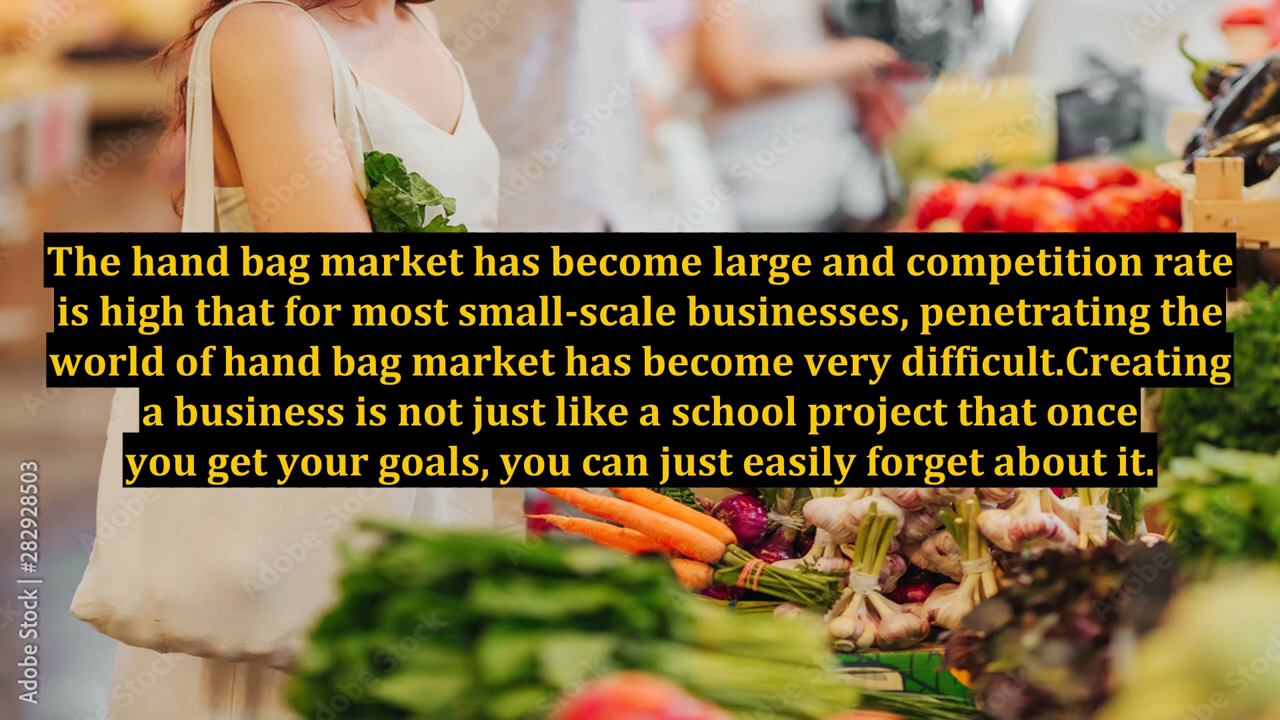 The hand bag market has become large and competition rate
is high that for most small-scale businesses, penetrating the
world of hand bag market has become very difficult.Creating
a business is not just like a school project that once
you get your goals, you can just easily forget about it.
Adobe Stock | #282928503